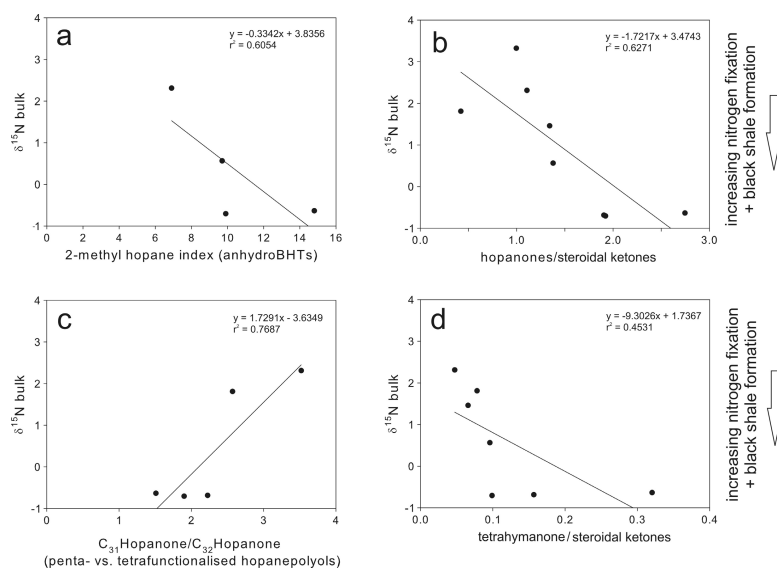 a
y = -0.3342x + 3.8356
r² = 0.6054
4
3
2
1
0
-1
δ¹⁵N bulk
0 2 4 6 8 10 12 14 16
2-methyl hopane index (anhydroBHTs)
b
y = -1.7217x + 3.4743
r² = 0.6271
4
3
2
1
0
-1
δ¹⁵N bulk
0.0 1.0 2.0 3.0
hopanones/steroidal ketones
increasing nitrogen fixation
+ black shale formation
c
y = 1.7291x - 3.6349
r² = 0.7687
4
3
2
1
0
-1
δ¹⁵N bulk
0 1 2 3 4
C₃₁Hopanone/C₃₂Hopanone
(penta- vs. tetrafunctionalised hopanepolyols)
d
y = -9.3026x + 1.7367
r² = 0.4531
4
3
2
1
0
-1
δ¹⁵N bulk
0.0 0.1 0.2 0.3 0.4
tetrahymanone/steroidal ketones
increasing nitrogen fixation
+ black shale formation